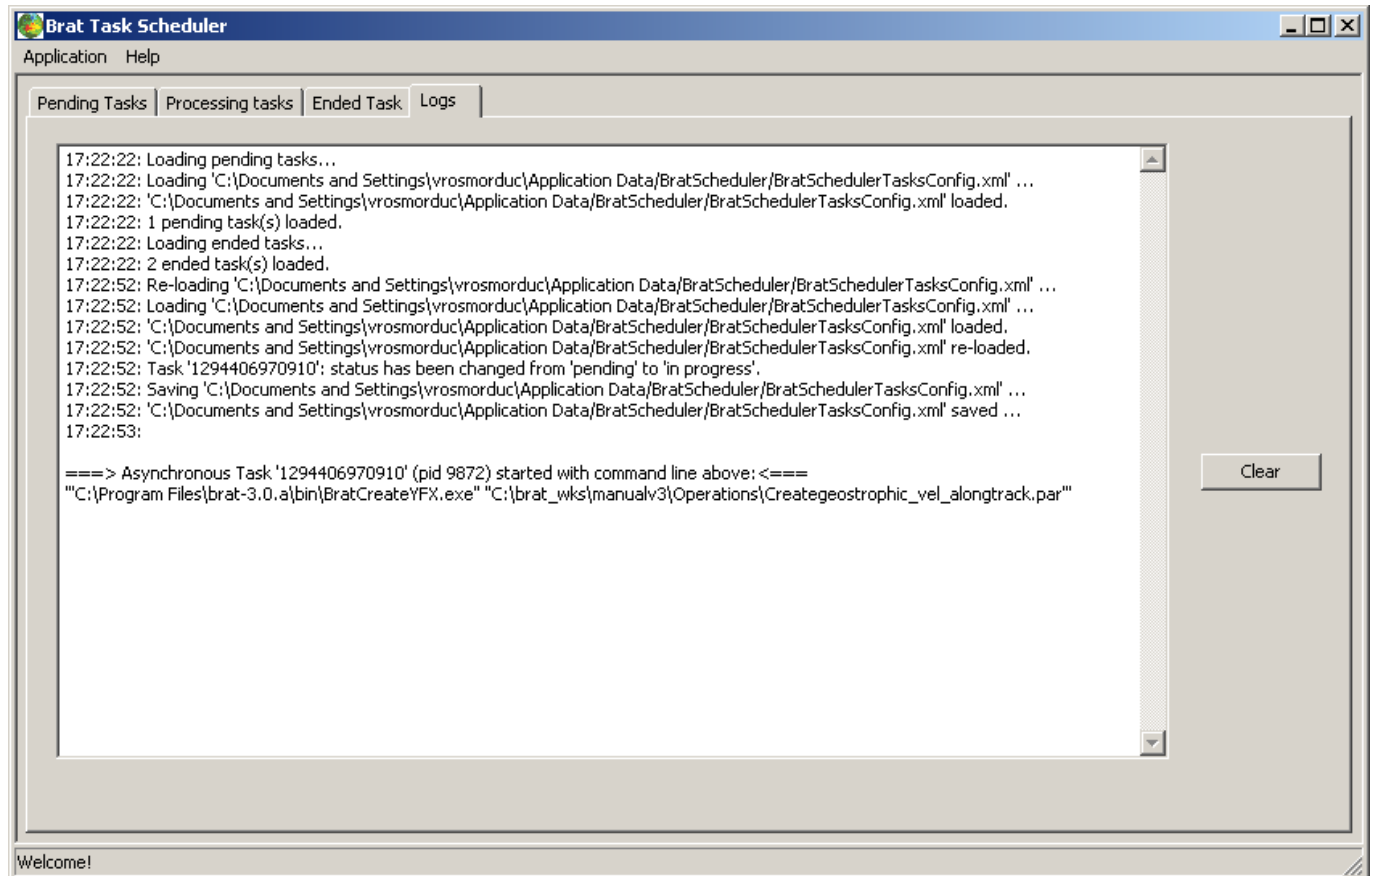 Brat Task Scheduler
Application Help
Pending Tasks Processing tasks Ended Task Logs
17:22:22: Loading pending tasks...
17:22:22: Loading 'C:\Documents and Settings\vrosmorduc\Application Data/BratScheduler/BratSchedulerTasksConfig.xml' ...
17:22:22: 'C:\Documents and Settings\vrosmorduc\Application Data/BratScheduler/BratSchedulerTasksConfig.xml' loaded.
17:22:22: 1 pending task(s) loaded.
17:22:22: Loading ended tasks...
17:22:22: 2 ended task(s) loaded.
17:22:52: Re-loading 'C:\Documents and Settings\vrosmorduc\Application Data/BratScheduler/BratSchedulerTasksConfig.xml' ...
17:22:52: Loading 'C:\Documents and Settings\vrosmorduc\Application Data/BratScheduler/BratSchedulerTasksConfig.xml' ...
17:22:52: 'C:\Documents and Settings\vrosmorduc\Application Data/BratScheduler/BratSchedulerTasksConfig.xml' loaded.
17:22:52: 'C:\Documents and Settings\vrosmorduc\Application Data/BratScheduler/BratSchedulerTasksConfig.xml' re-loaded.
17:22:52: Task '1294406970910': status has been changed from 'pending' to 'in progress'.
17:22:52: Saving 'C:\Documents and Settings\vrosmorduc\Application Data/BratScheduler/BratSchedulerTasksConfig.xml' ...
17:22:52: 'C:\Documents and Settings\vrosmorduc\Application Data/BratScheduler/BratSchedulerTasksConfig.xml' saved ...
17:22:53:
===> Asynchronous Task '1294406970910' (pid 9872) started with command line above:<===
'"C:\Program Files\brat-3.0.a\bin\BratCreateYFX.exe" "C:\brat_wks\manualv3\Operations\Creategeostrophic_vel_alongtrack.par"'
Clear
Welcome!